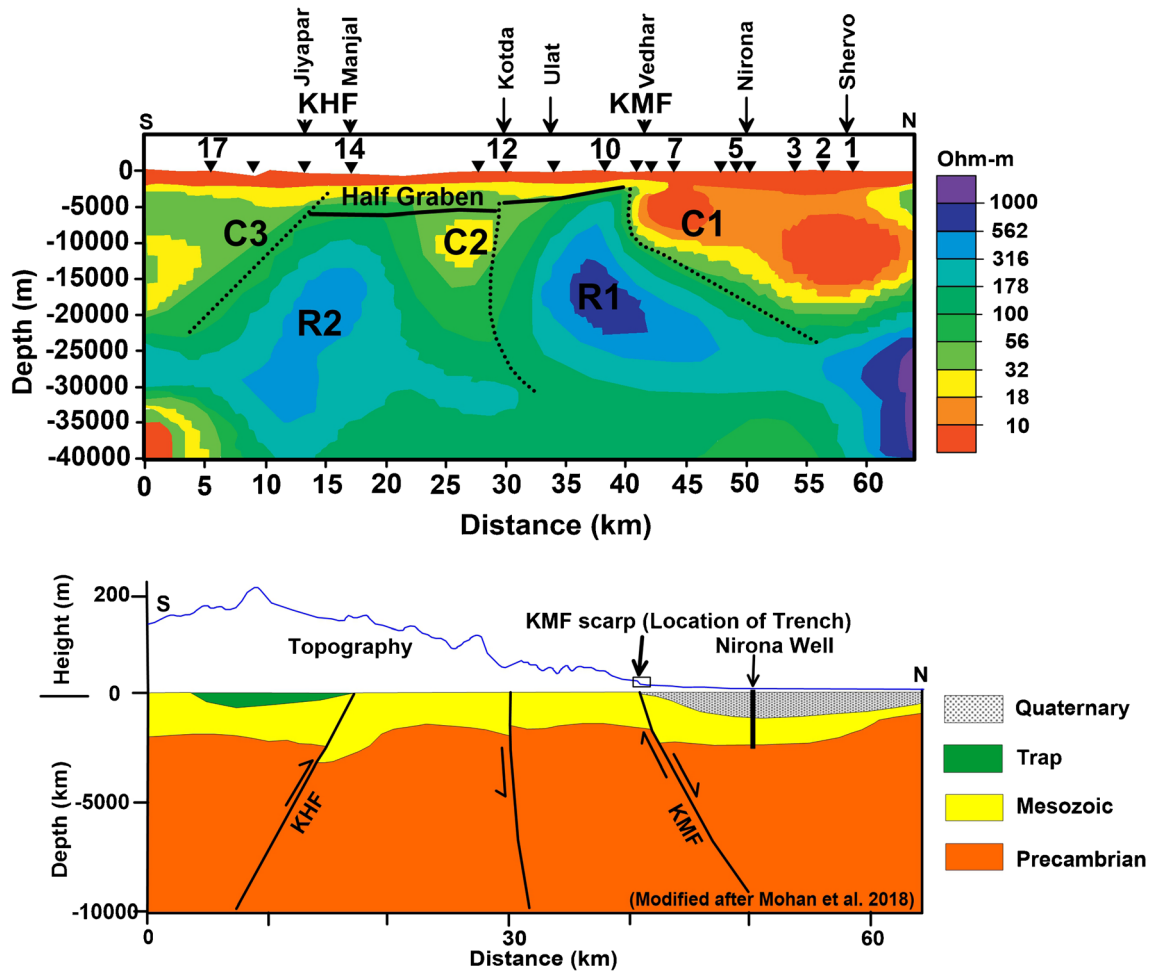 Jiyapar
Manjal
Kotda
Ulat
Vedhar
Nirona
Shervo
KHF
KMF
S
N
17
14
12
10
7
5
3
2
1
Ohm-m
1000
562
316
178
100
56
32
18
10
0
-5000
-10000
-15000
-20000
-25000
-30000
-35000
-40000
Depth (m)
Half Graben
C3
C2
C1
R2
R1
0
5
10
15
20
25
30
35
40
45
50
55
60
Distance (km)
Height (m)
200
S
Topography
KMF scarp (Location of Trench)
Nirona Well
N
0
-5000
-10000
Depth (km)
KHF
KMF
(Modified after Mohan et al. 2018)
0
30
60
Distance (km)
Quaternary
Trap
Mesozoic
Precambrian